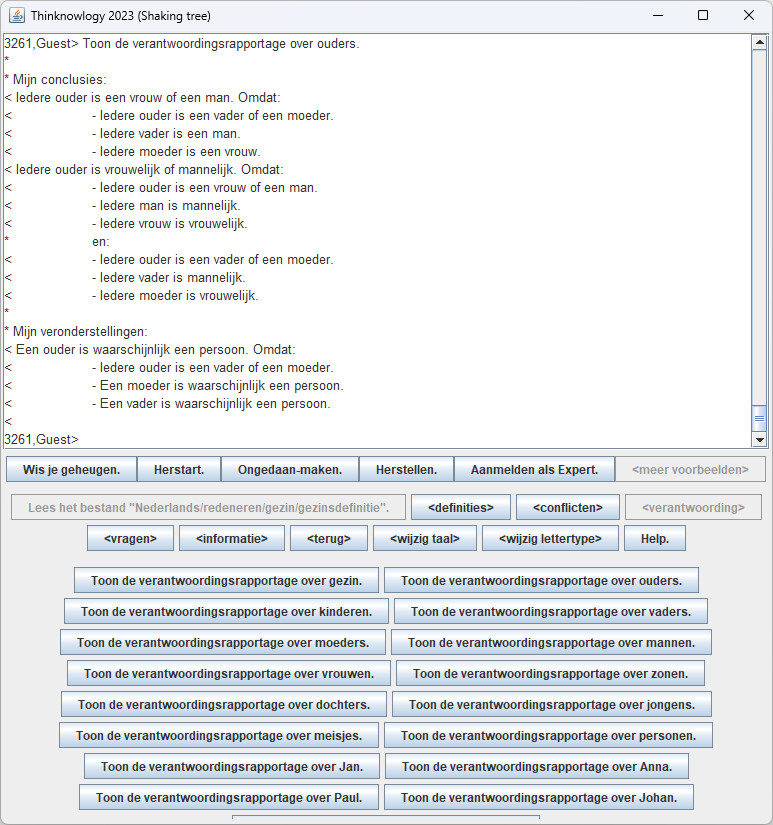 Thinknowlogy 2023 (Shaking tree)
3261,Guest> Toon de verantwoordingsrapportage over ouders.
*
* Mijn conclusies:
< Iedere ouder is een vrouw of een man. Omdat:
< - Iedere ouder is een vader of een moeder.
< - Iedere vader is een man.
< - Iedere moeder is een vrouw.
< Iedere ouder is vrouwelijk of mannelijk. Omdat:
< - Iedere ouder is een vrouw of een man.
< - Iedere man is mannelijk.
< - Iedere vrouw is vrouwelijk.
* en:
< - Iedere ouder is een vader of een moeder.
< - Iedere vader is mannelijk.
< - Iedere moeder is vrouwelijk.
*
* Mijn veronderstellingen:
< Een ouder is waarschijnlijk een persoon. Omdat:
< - Iedere ouder is een vader of een moeder.
< - Een moeder is waarschijnlijk een persoon.
< - Een vader is waarschijnlijk een persoon.
<
3261,Guest>
Wis je geheugen. Herstart. Ongedaan-maken. Herstellen. Aanmelden als Expert. <meer voorbeelden>
Lees het bestand "Nederlands/redeneren/gezin/gezinsdefinitie". <definities> <conflicten> <verantwoording>
<vragen> <informatie> <terug> <wijzig taal> <wijzig lettertype> Help.
Toon de verantwoordingsrapportage over gezin. Toon de verantwoordingsrapportage over ouders.
Toon de verantwoordingsrapportage over kinderen. Toon de verantwoordingsrapportage over vaders.
Toon de verantwoordingsrapportage over moeders. Toon de verantwoordingsrapportage over mannen.
Toon de verantwoordingsrapportage over vrouwen. Toon de verantwoordingsrapportage over zonen.
Toon de verantwoordingsrapportage over dochters. Toon de verantwoordingsrapportage over jongens.
Toon de verantwoordingsrapportage over meisjes. Toon de verantwoordingsrapportage over personen.
Toon de verantwoordingsrapportage over Jan. Toon de verantwoordingsrapportage over Anna.
Toon de verantwoordingsrapportage over Paul. Toon de verantwoordingsrapportage over Johan.